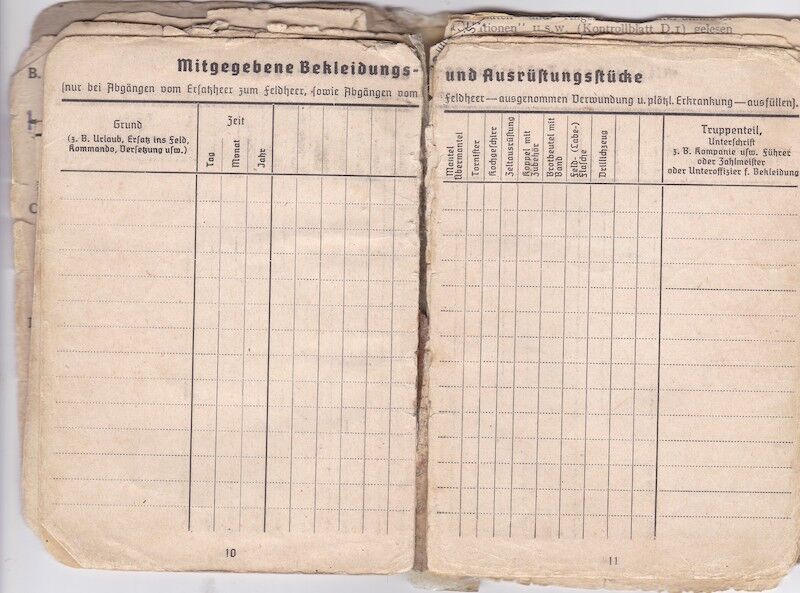 B.
Mitgegebene Bekleidungs-
(nur bei Abgängen vom Ersatzheer zum Feldheer, sowie Abgängen vom
Grund
(z. B. Urlaub, Ersatz ins Feld,
Kommando, Versetzung usw.)
Zeit
Tag
Monat
Jahr
10
tionen" u.s.w. (Kontrollblatt D.1) gelesen
und Ausrüstungsstücke
Feldheer — ausgenommen Verwundung u. plötzl. Erkrankung — ausfüllen).
Mantel
Übermantel
Tornister
Kochgeschirr
Zeltausrüstung
Koppel mit
Zubehör
Brotbeutel mit
Band
Feld- (Labe-)
Flasche
Drillichzeug
Truppenteil,
Unterschrift
z. B. Kompanie usw. Führer
oder Zahlmeister
oder Unteroffizier f. Bekleidung
11